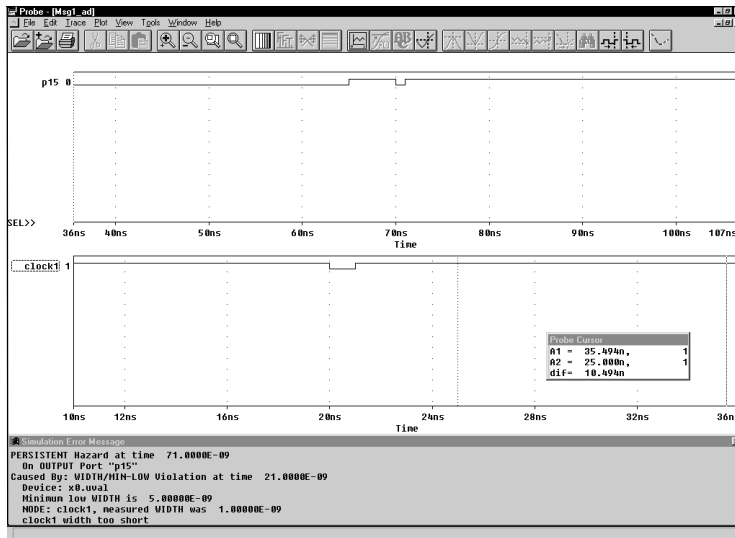 Probe - [Msg1_ad]
File Edit Trace Plot View Tools Window Help
p15 0
SEL>>
36ns 40ns 50ns 60ns 70ns 80ns 90ns 100ns 107ns
Time
clock1 1
Probe Cursor
A1 = 35.494n, 1
A2 = 25.000n, 1
dif= 10.494n
10ns 12ns 16ns 20ns 24ns 28ns 32ns 36n
Time
Simulation Error Message
PERSISTENT Hazard at time 71.0000E-09
On OUTPUT Port "p15"
Caused By: WIDTH/MIN-LOW Violation at time 21.0000E-09
Device: x0.uval
Minimum low WIDTH is 5.00000E-09
NODE: clock1, measured WIDTH was 1.00000E-09
clock1 width too short